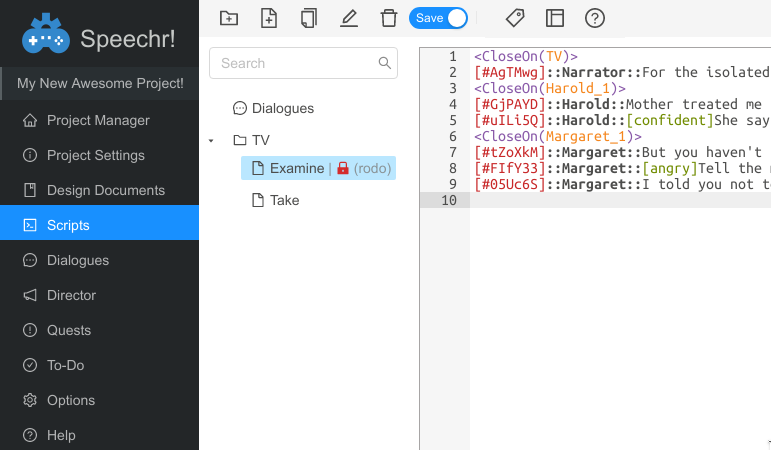 Speechr!
My New Awesome Project!
Project Manager
Project Settings
Design Documents
Scripts
Dialogues
Director
Quests
To-Do
Options
Help
Save
Search
Dialogues
TV
Examine | (rodo)
Take
1 <CloseOn(TV)>
2 [#AgTMwg]::Narrator::For the isolated
3 <CloseOn(Harold_1)>
4 [#GjPAYD]::Harold::Mother treated me
5 [#uILi5Q]::Harold::[confident]She say
6 <CloseOn(Margaret_1)>
7 [#tZoXkM]::Margaret::But you haven't
8 [#FIfY33]::Margaret::[angry]Tell the
9 [#05Uc6S]::Margaret::I told you not t
10